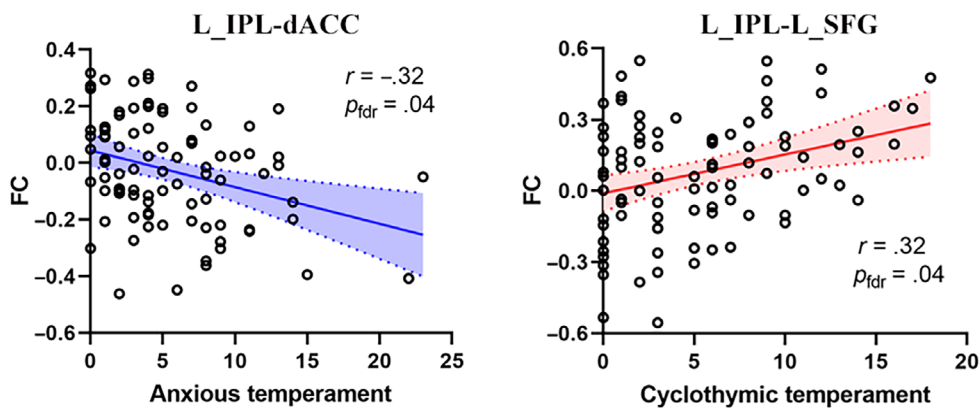 L_IPL-dACC
r = –.32
pfdr = .04
FC
0.4
0.2
0.0
–0.2
–0.4
–0.6
0 5 10 15 20 25
Anxious temperament
L_IPL-L_SFG
FC
0.6
0.3
0.0
–0.3
–0.6
r = .32
pfdr = .04
0 5 10 15 20
Cyclothymic temperament